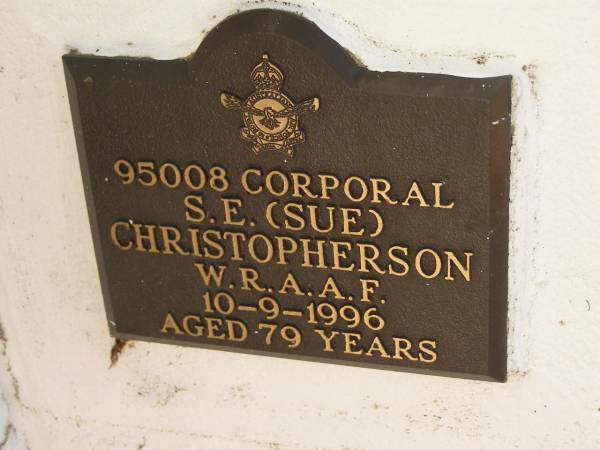 95008 CORPORAL
S.E. (SUE)
CHRISTOPHERSON
W.R.A.A.F.
10-9-1996
AGED 79 YEARS